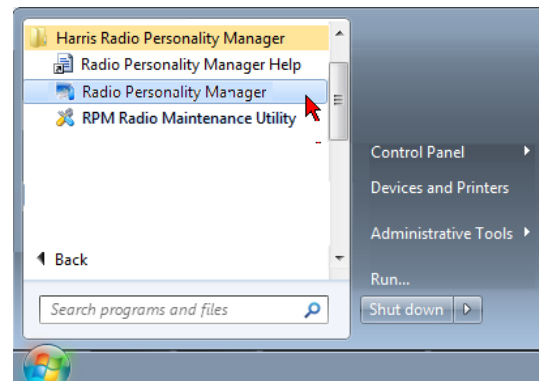 Harris Radio Personality Manager
Radio Personality Manager Help
Radio Personality Manager
RPM Radio Maintenance Utility
Back
Search programs and files
Control Panel
Devices and Printers
Administrative Tools
Run...
Shut down